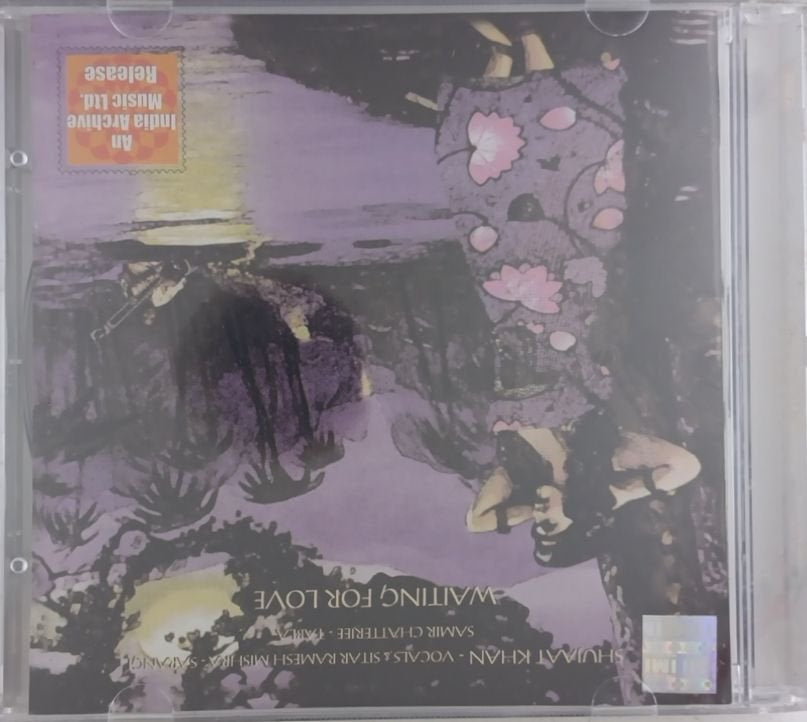 SHUJAAT KHAN - VOCALS & SITAR RAMESH MISHRA - SARANGI
SAMIR CHATTERJEE - TABLA
WAITING FOR LOVE
An
India Archive
Music Ltd.
Release